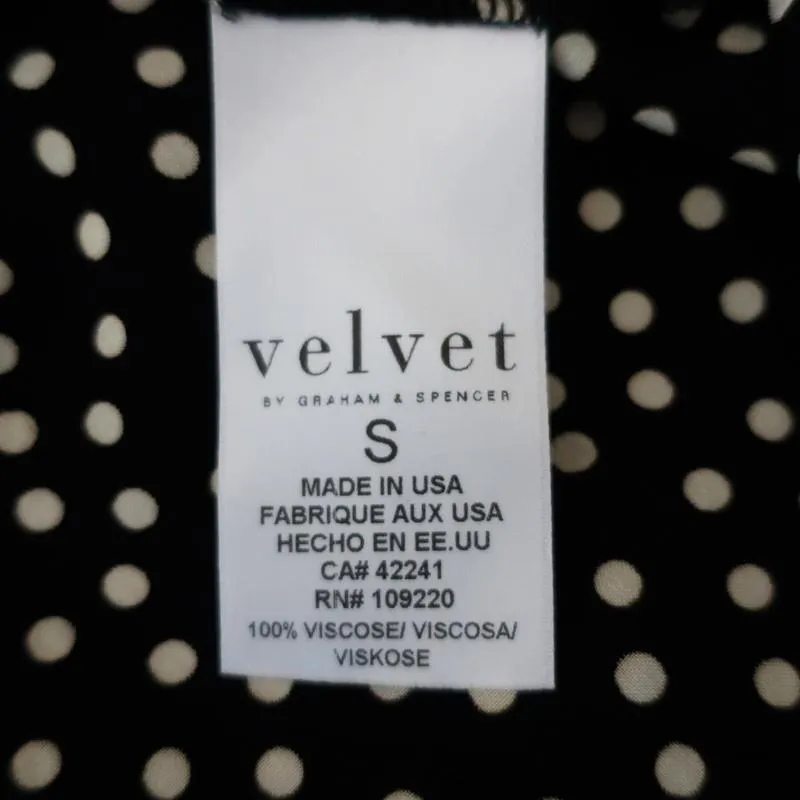 velvet
BY GRAHAM & SPENCER
S
MADE IN USA
FABRIQUE AUX USA
HECHO EN EE.UU
CA# 42241
RN# 109220
100% VISCOSE/ VISCOSA/
VISKOSE